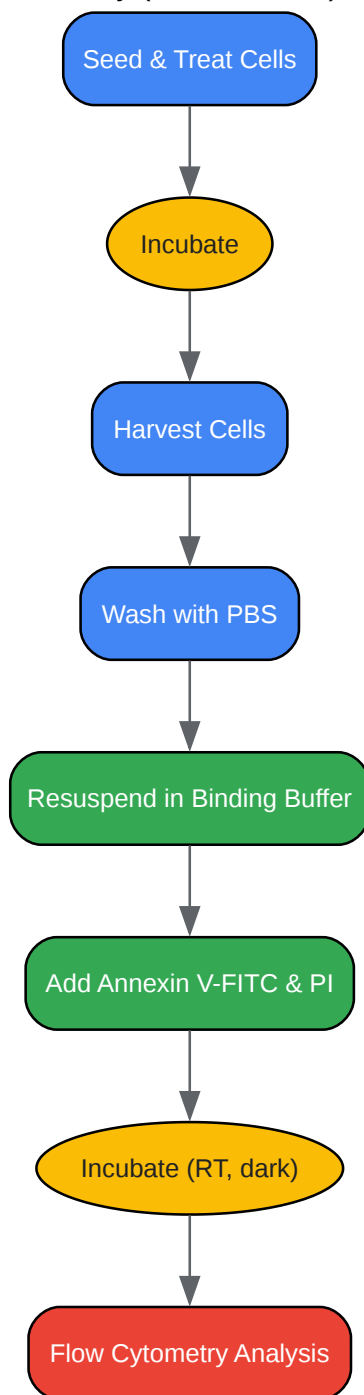 Seed & Treat Cells
Incubate
Harvest Cells
Wash with PBS
Resuspend in Binding Buffer
Add Annexin V-FITC & PI
Incubate (RT, dark)
Flow Cytometry Analysis